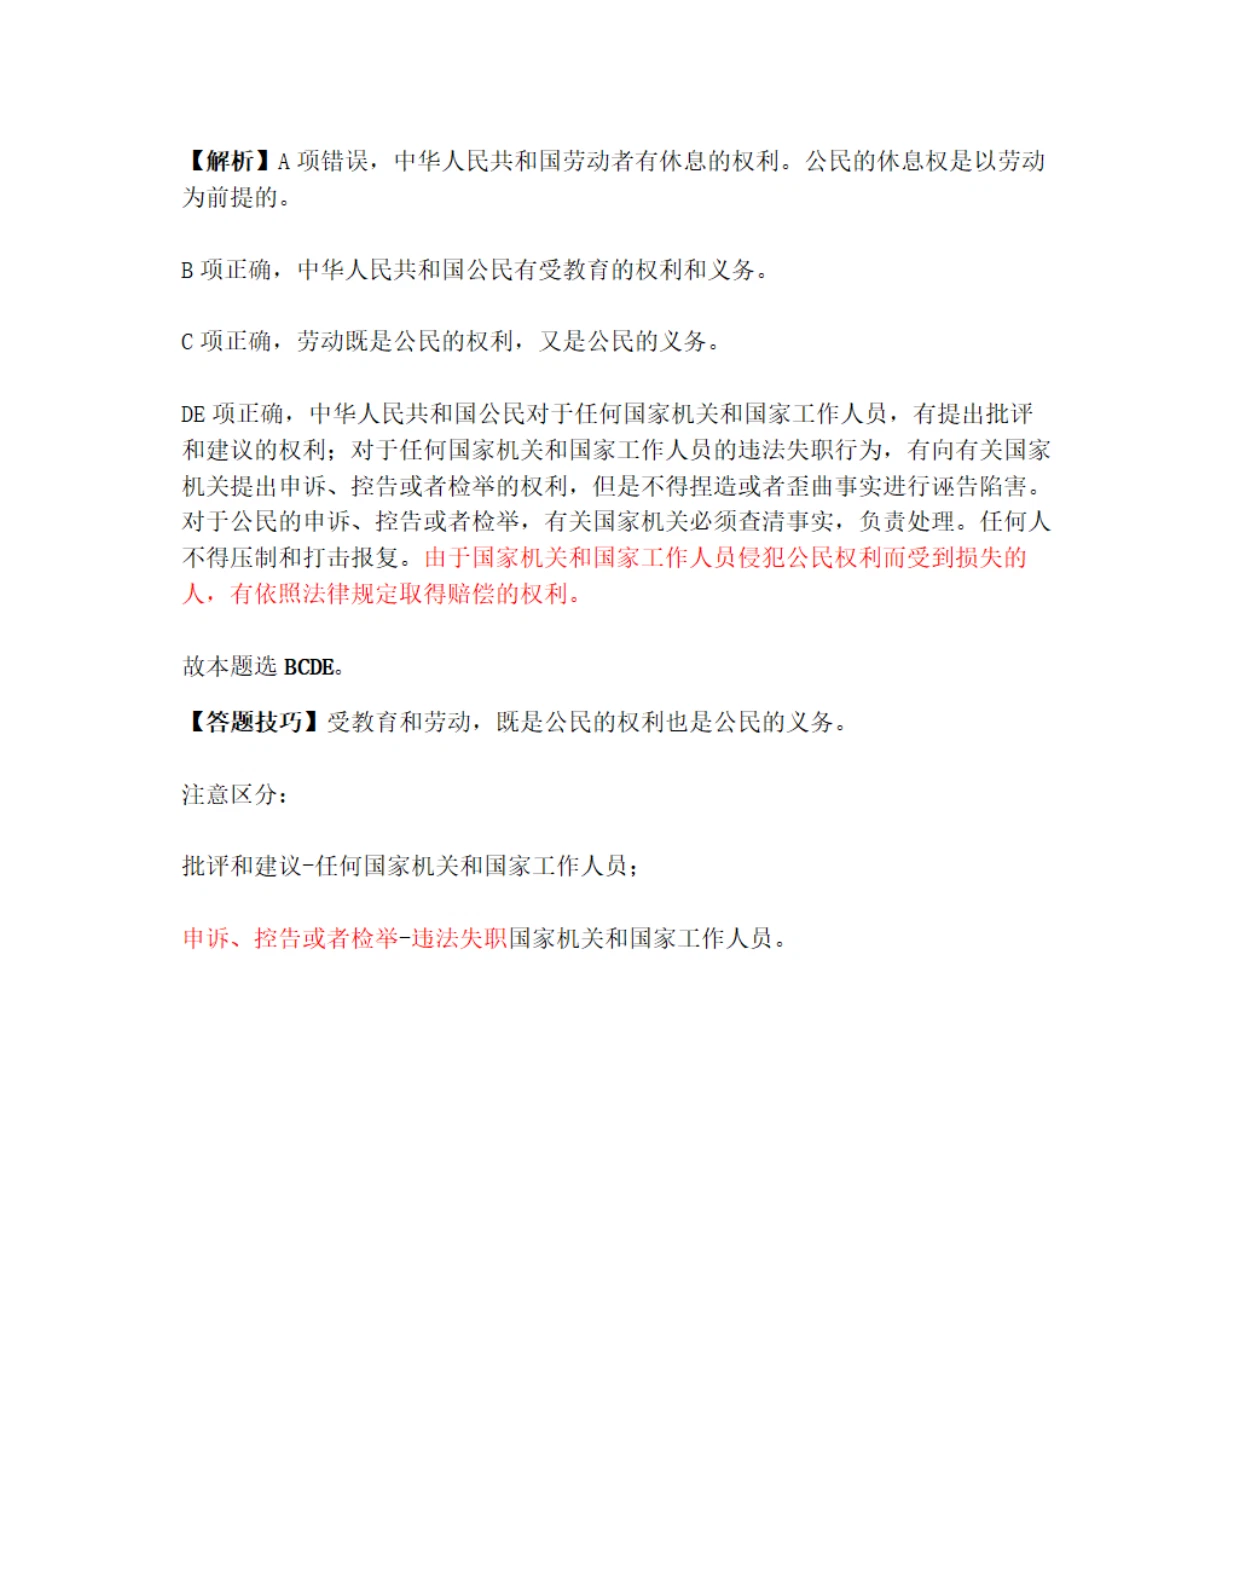 【解析】A 项错误，中华人民共和国劳动者有休息的权利。公民的休息权是以劳动
为前提的。
B 项正确，中华人民共和国公民有受教育的权利和义务。
C 项正确，劳动既是公民的权利，又是公民的义务。
DE 项正确，中华人民共和国公民对于任何国家机关和国家工作人员，有提出批评
和建议的权利；对于任何国家机关和国家工作人员的违法失职行为，有向有关国家
机关提出申诉、控告或者检举的权利，但是不得捏造或者歪曲事实进行诬告陷害。
对于公民的申诉、控告或者检举，有关国家机关必须查清事实，负责处理。任何人
不得压制和打击报复。由于国家机关和国家工作人员侵犯公民权利而受到损失的
人，有依照法律规定取得赔偿的权利。
故本题选 BCDE。
【答题技巧】受教育和劳动，既是公民的权利也是公民的义务。
注意区分：
批评和建议-任何国家机关和国家工作人员；
申诉、控告或者检举-违法失职国家机关和国家工作人员。